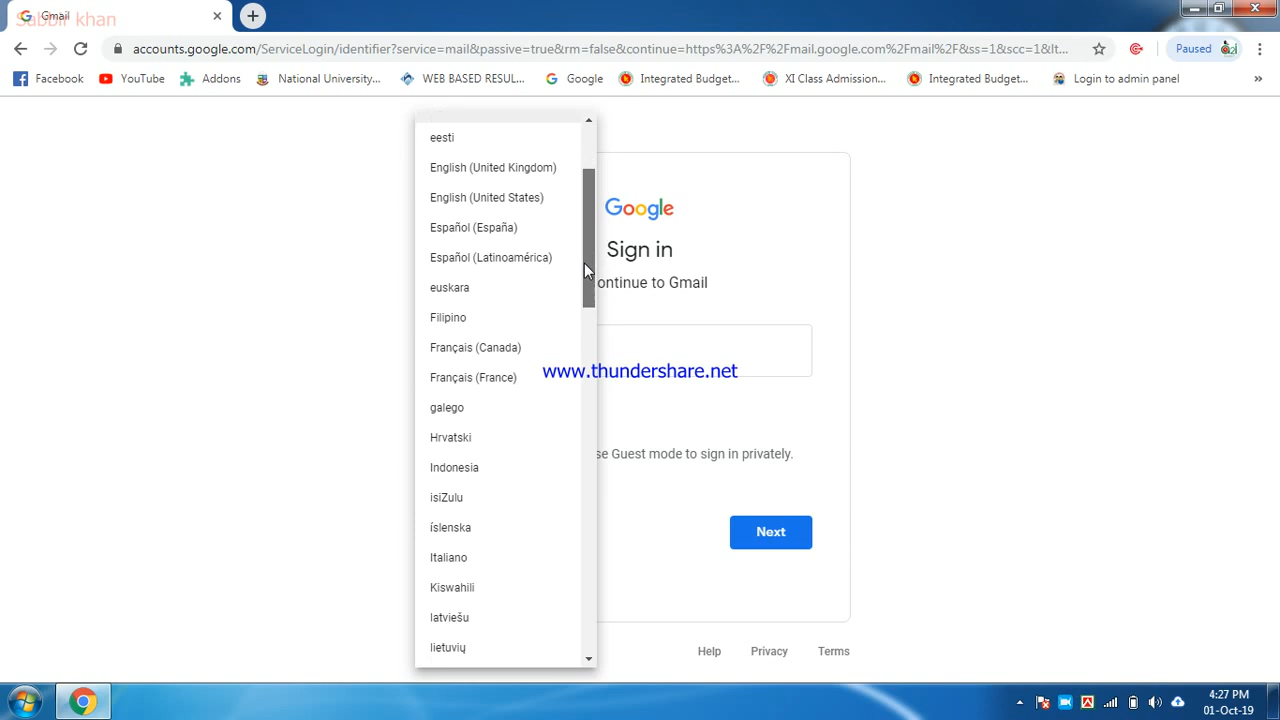 Gmail
Sabbir khan
accounts.google.com/ServiceLogin/identifier?service=mail&passive=true&rm=false&continue=https%3A%2F%2Fmail.google.com%2Fmail%2F&ss=1&scc=1&lt...
Paused
Facebook
YouTube
Addons
National University...
WEB BASED RESUL...
Google
Integrated Budget...
XI Class Admission...
Integrated Budget...
Login to admin panel
»
eesti
English (United Kingdom)
English (United States)
Español (España)
Español (Latinoamérica)
euskara
Filipino
Français (Canada)
Français (France)
galego
Hrvatski
Indonesia
isiZulu
íslenska
Italiano
Kiswahili
latviešu
lietuvių
Google
Sign in
ontinue to Gmail
www.thundershare.net
se Guest mode to sign in privately.
Next
Help
Privacy
Terms
4:27 PM
01-Oct-19